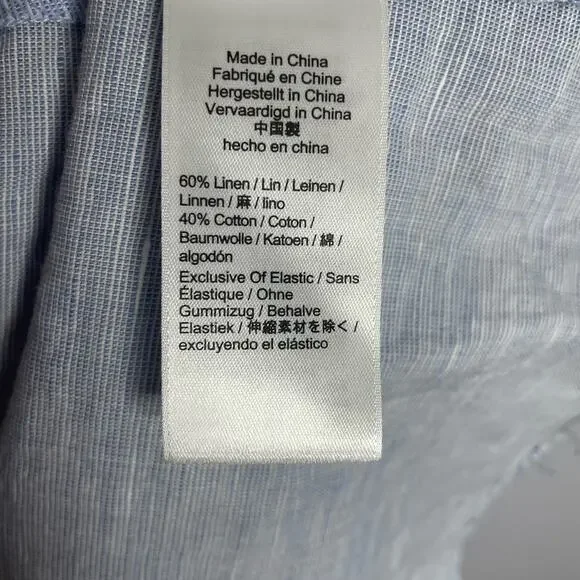 Made in China
Fabriqué en Chine
Hergestellt in China
Vervaardigd in China
中国製
hecho en china
60% Linen / Lin / Leinen /
Linnen / 麻 / lino
40% Cotton / Coton /
Baumwolle / Katoen / 綿 /
algodón
Exclusive Of Elastic / Sans
Élastique / Ohne
Gummizug / Behalve
Elastiek / 伸縮素材を除く /
excluyendo el elástico